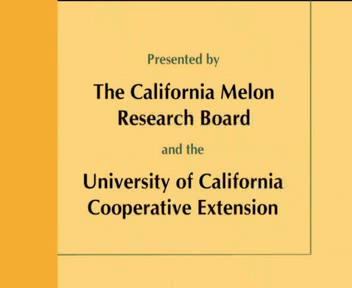 Presented by
The California Melon
Research Board
and the
University of California
Cooperative Extension